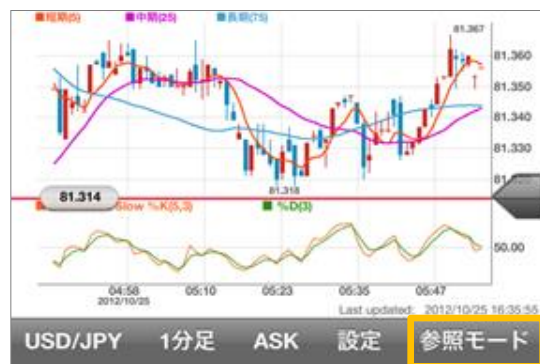 短期(5) 中期(25) 長期(75)
81.367
81.360
81.350
81.340
81.330
81.318
81.314
Slow %K(5,3) %D(3)
50.00
04:58 05:10 05:23 05:35 05:47
2012/10/25
Last updated: 2012/10/25 16:35:55
USD/JPY 1分足 ASK 設定 参照モード